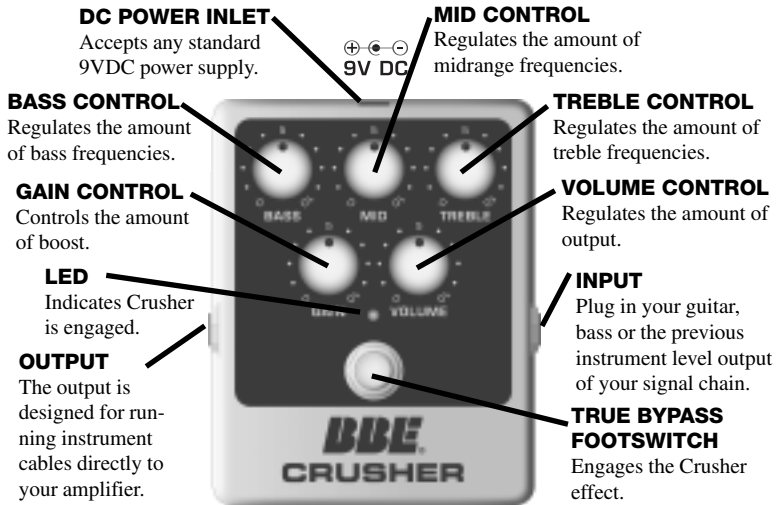 DC POWER INLET
Accepts any standard
9VDC power supply.
9V DC
MID CONTROL
Regulates the amount of
midrange frequencies.
BASS CONTROL
Regulates the amount
of bass frequencies.
TREBLE CONTROL
Regulates the amount of
treble frequencies.
GAIN CONTROL
Controls the amount
of boost.
VOLUME CONTROL
Regulates the amount of
output.
LED
Indicates Crusher
is engaged.
INPUT
Plug in your guitar,
bass or the previous
instrument level output
of your signal chain.
OUTPUT
The output is
designed for run-
ning instrument
cables directly to
your amplifier.
TRUE BYPASS
FOOTSWITCH
Engages the Crusher
effect.
BASS MID TREBLE
GAIN VOLUME
BBE
CRUSHER